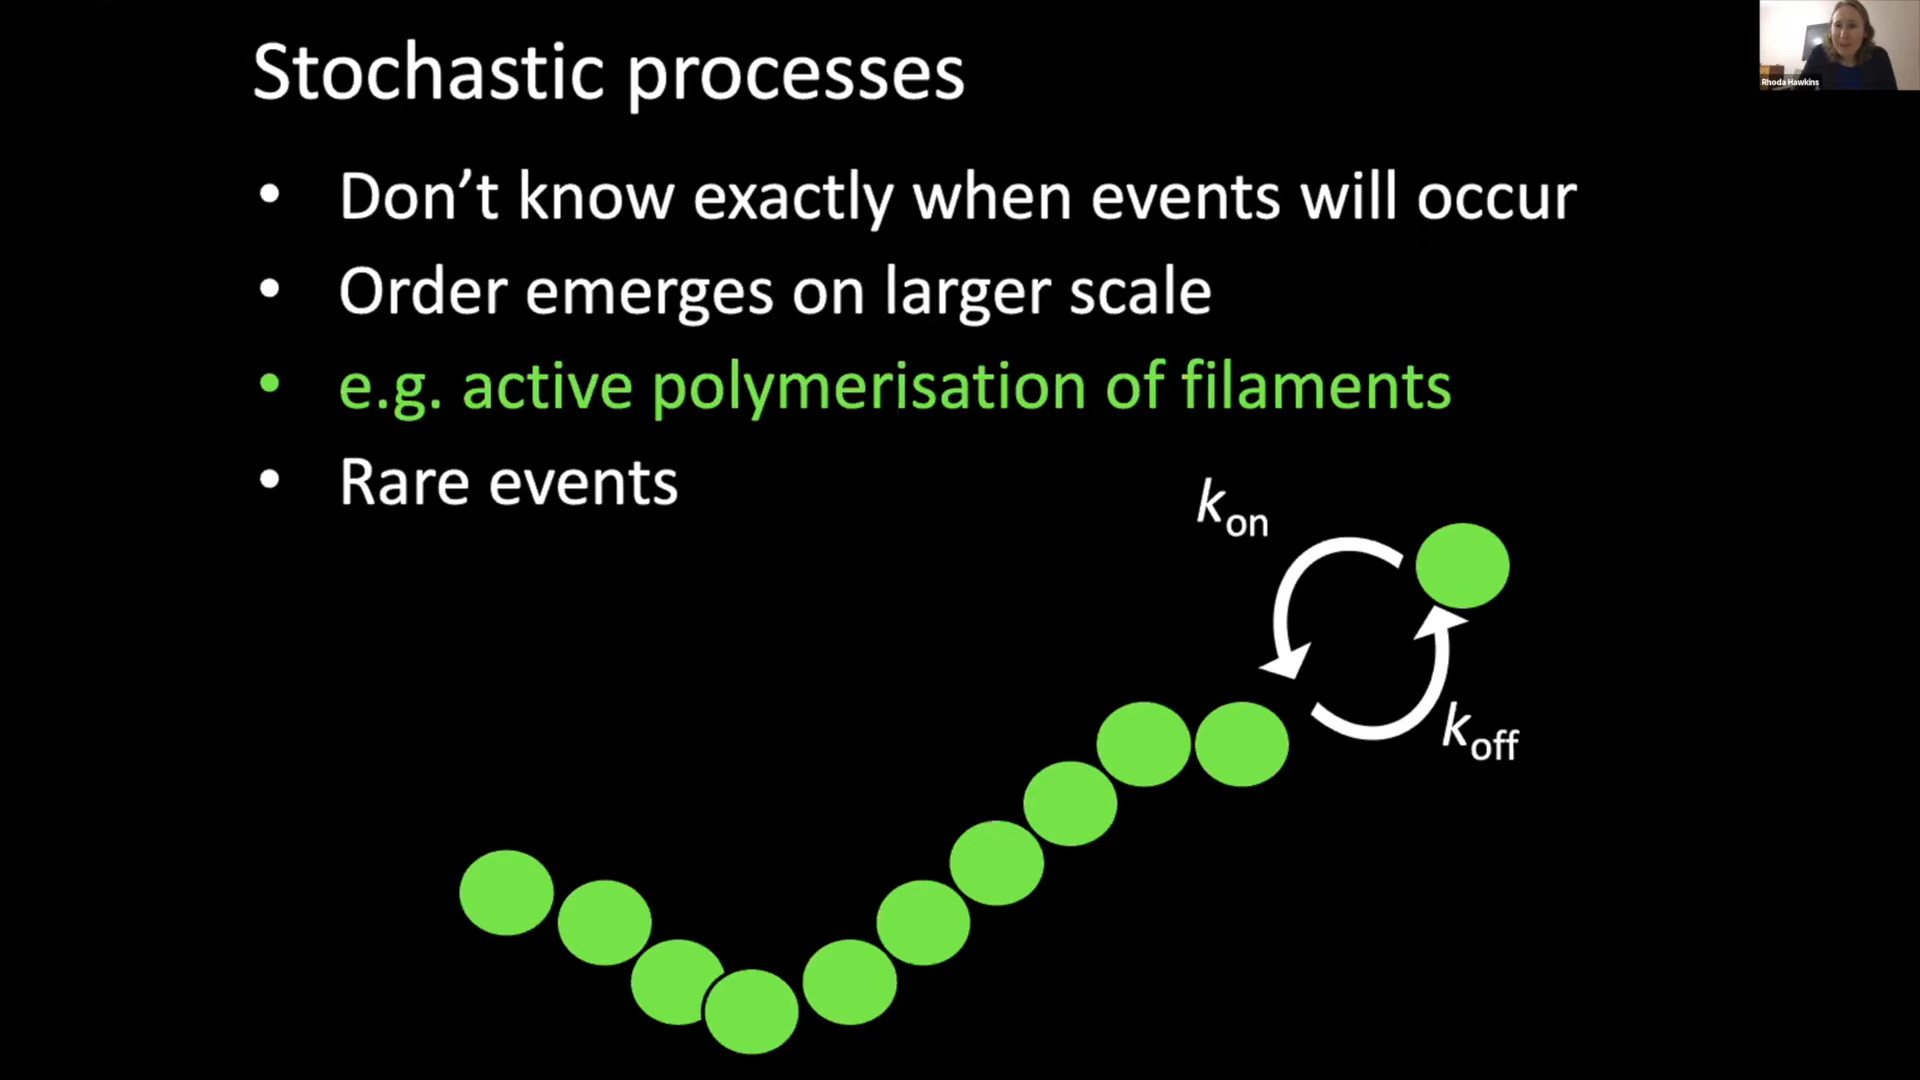 Stochastic processes
Rhoda Hawkins
• Don’t know exactly when events will occur
• Order emerges on larger scale
• e.g. active polymerisation of filaments
• Rare events
kon
koff